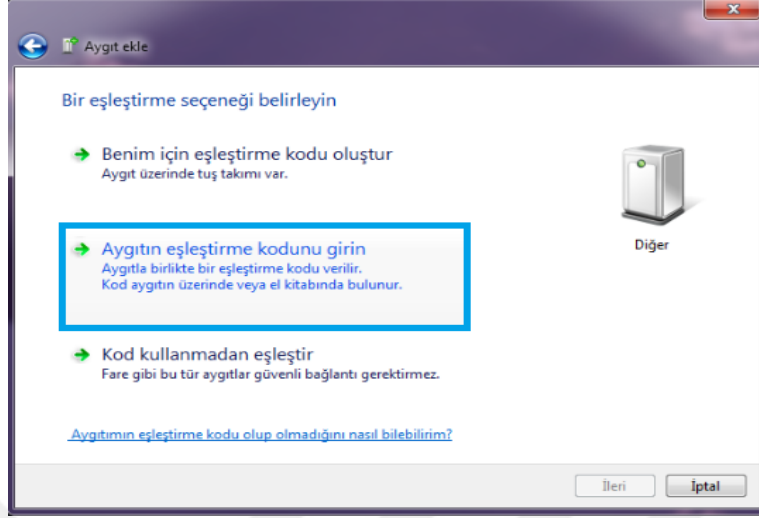 Aygıt ekle
Bir eşleştirme seçeneği belirleyin
Benim için eşleştirme kodu oluştur
Aygıt üzerinde tuş takımı var.
Aygıtın eşleştirme kodunu girin
Aygıtla birlikte bir eşleştirme kodu verilir.
Kod aygıtın üzerinde veya el kitabında bulunur.
Diğer
Kod kullanmadan eşleştir
Fare gibi bu tür aygıtlar güvenli bağlantı gerektirmez.
Aygıtımın eşleştirme kodu olup olmadığını nasıl bilebilirim?
İleri
İptal